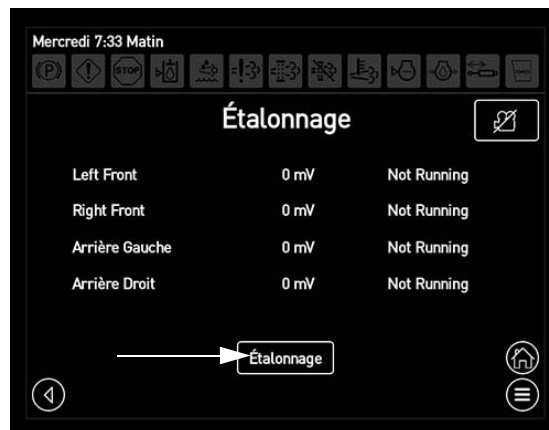 Mercredi 7:33 Matin
STOP
Étalonnage
Left Front 0 mV Not Running
Right Front 0 mV Not Running
Arrière Gauche 0 mV Not Running
Arrière Droit 0 mV Not Running
Étalonnage